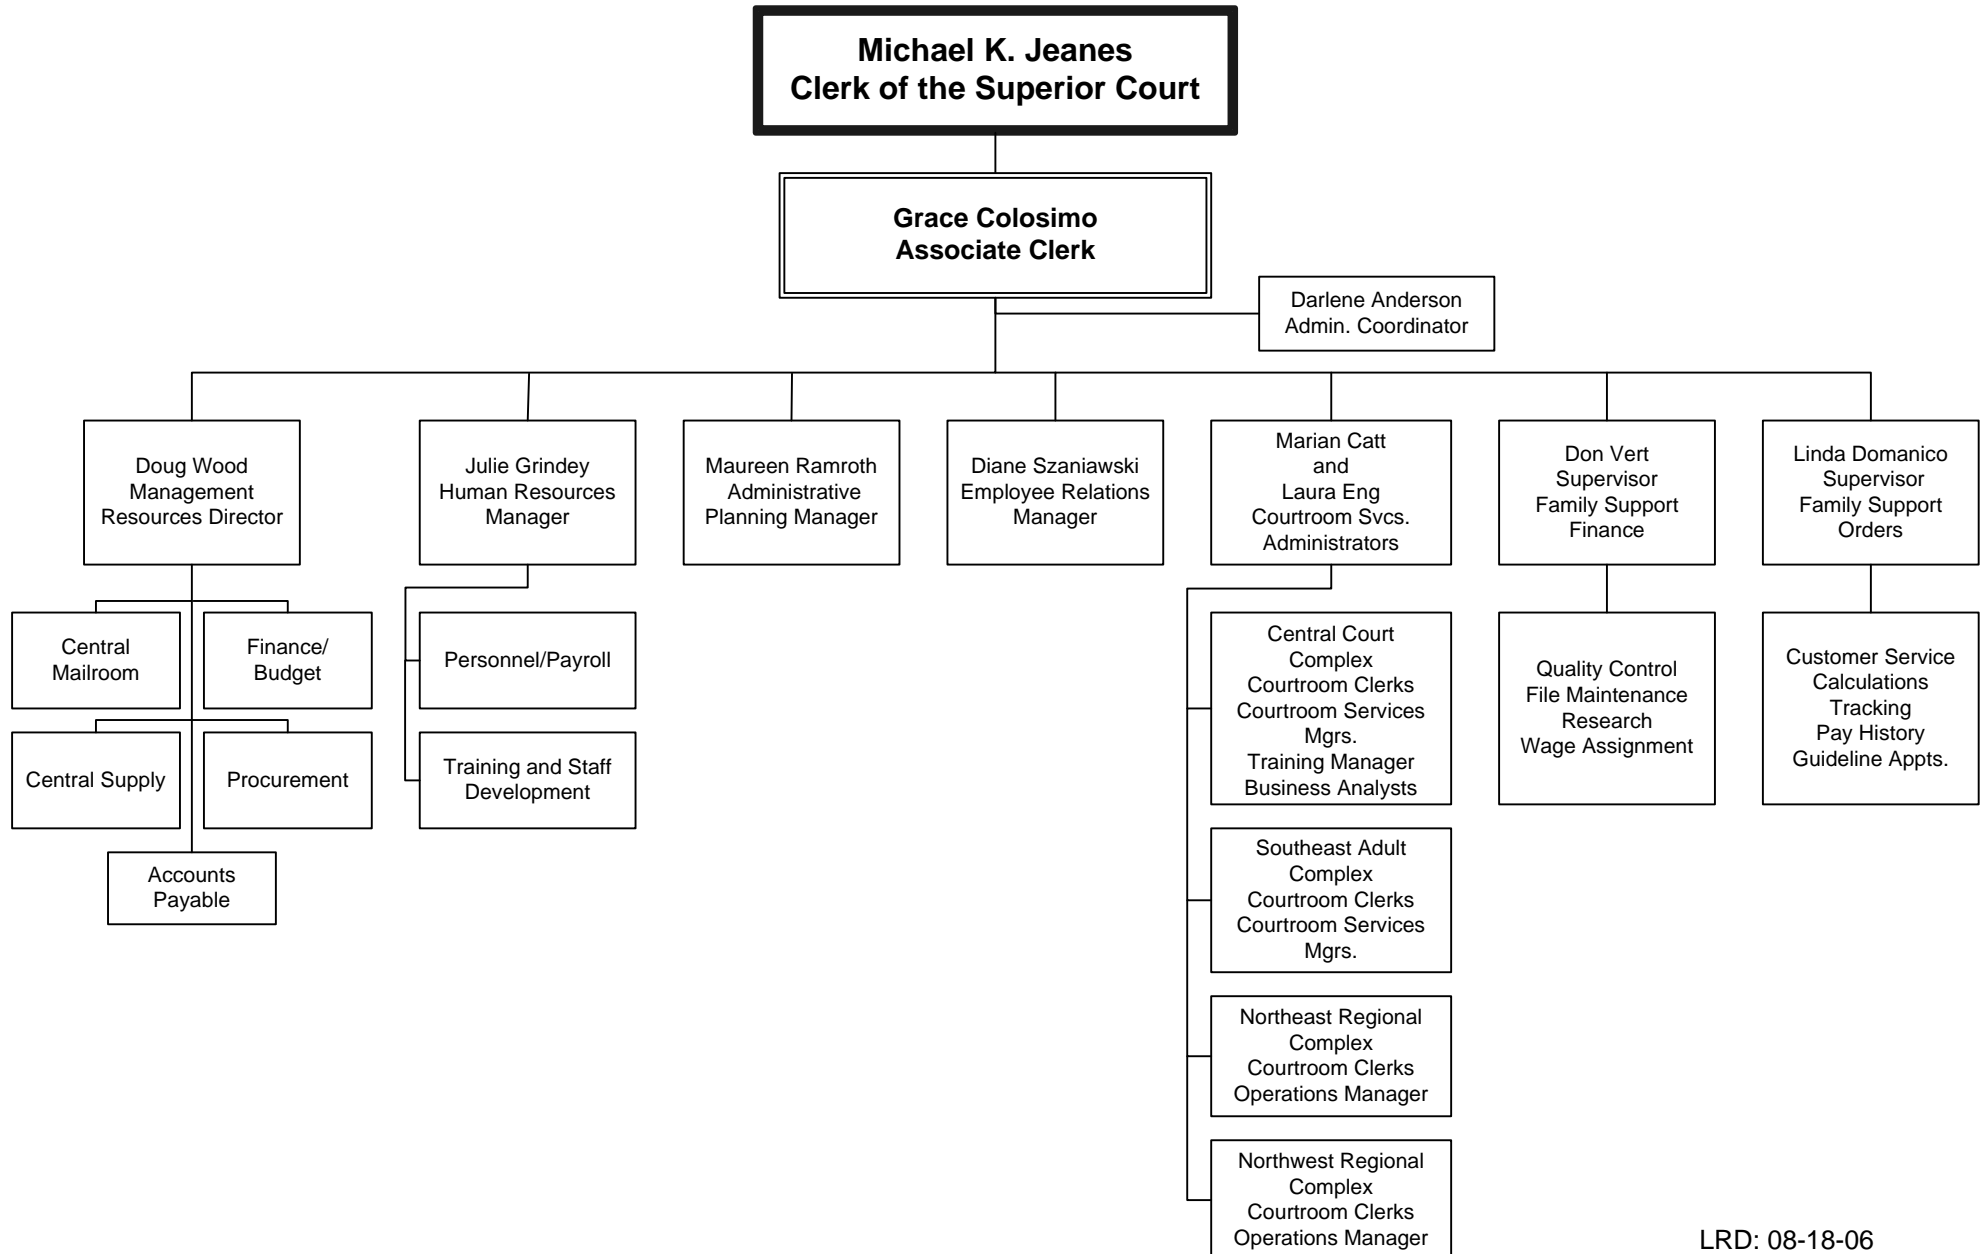 Michael K. Jeanes
Clerk of the Superior Court
Grace Colosimo
Associate Clerk
Darlene Anderson
Admin. Coordinator
Doug Wood
Management
Resources Director
Julie Grindey
Human Resources
Manager
Maureen Ramroth
Administrative
Planning Manager
Diane Szaniawski
Employee Relations
Manager
Marian Catt
and
Laura Eng
Courtroom Svcs.
Administrators
Don Vert
Supervisor
Family Support
Finance
Linda Domanico
Supervisor
Family Support
Orders
Central
Mailroom
Finance/
Budget
Central Supply
Procurement
Accounts
Payable
Personnel/Payroll
Training and Staff
Development
Central Court
Complex
Courtroom Clerks
Courtroom Services
Mgrs.
Training Manager
Business Analysts
Southeast Adult
Complex
Courtroom Clerks
Courtroom Services
Mgrs.
Northeast Regional
Complex
Courtroom Clerks
Operations Manager
Northwest Regional
Complex
Courtroom Clerks
Operations Manager
Quality Control
File Maintenance
Research
Wage Assignment
Customer Service
Calculations
Tracking
Pay History
Guideline Appts.
LRD: 08-18-06